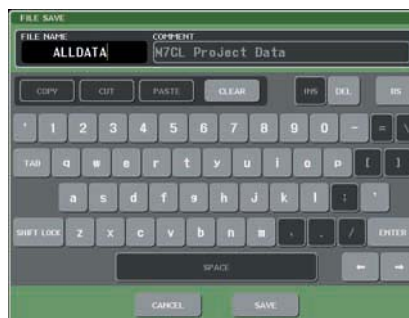 FILE SAVE
FILE NAME COMMENT
ALLDATA M7CL Project Data
COPY CUT PASTE CLEAR INS DEL BS
' 1 2 3 4 5 6 7 8 9 0 - = \
TAB q w e r t y u i o p [ ]
a s d f g h J k l ; '
SHIFT LOCK z x c v b n m , . / ENTER
SPACE ← →
CANCEL SAVE